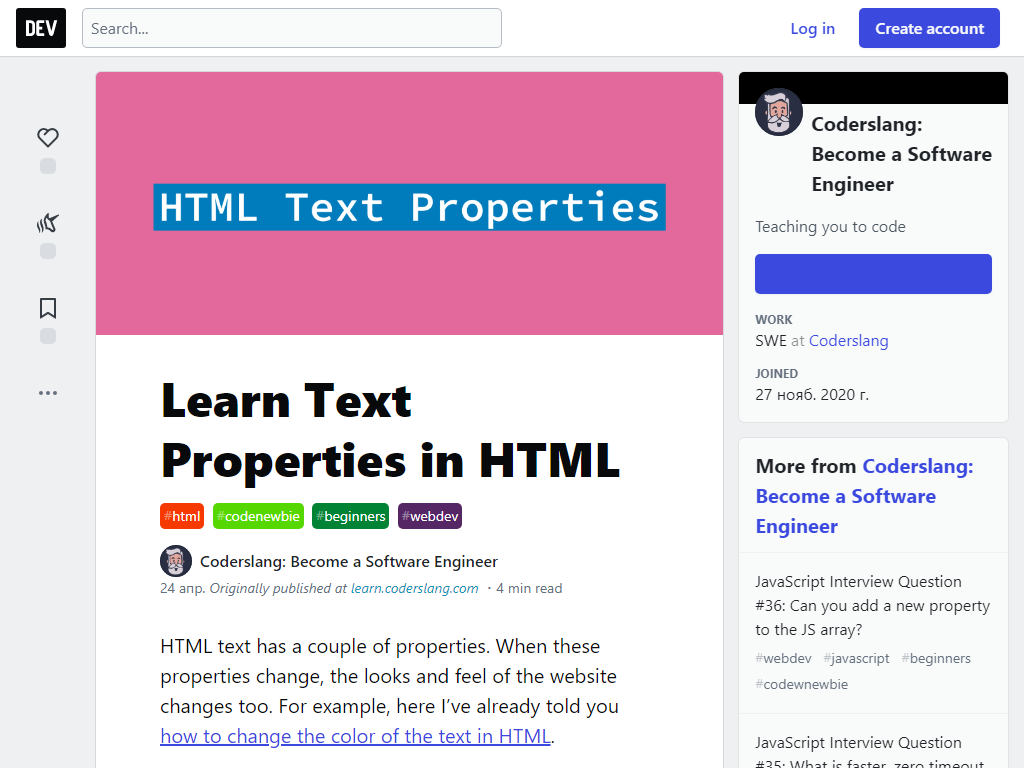 DEV
Search...
Log in
Create account
HTML Text Properties
Learn Text
Properties in HTML
#html #codenewbie #beginners #webdev
Coderslang: Become a Software Engineer
24 апр. Originally published at learn.coderslang.com ・4 min read
HTML text has a couple of properties. When these
properties change, the looks and feel of the website
changes too. For example, here I’ve already told you
how to change the color of the text in HTML.
Coderslang:
Become a Software
Engineer
Teaching you to code
WORK
SWE at Coderslang
JOINED
27 нояб. 2020 г.
More from Coderslang:
Become a Software
Engineer
JavaScript Interview Question
#36: Can you add a new property
to the JS array?
#webdev #javascript #beginners
#codewnewbie
JavaScript Interview Question
#35: What is faster, zero timeout